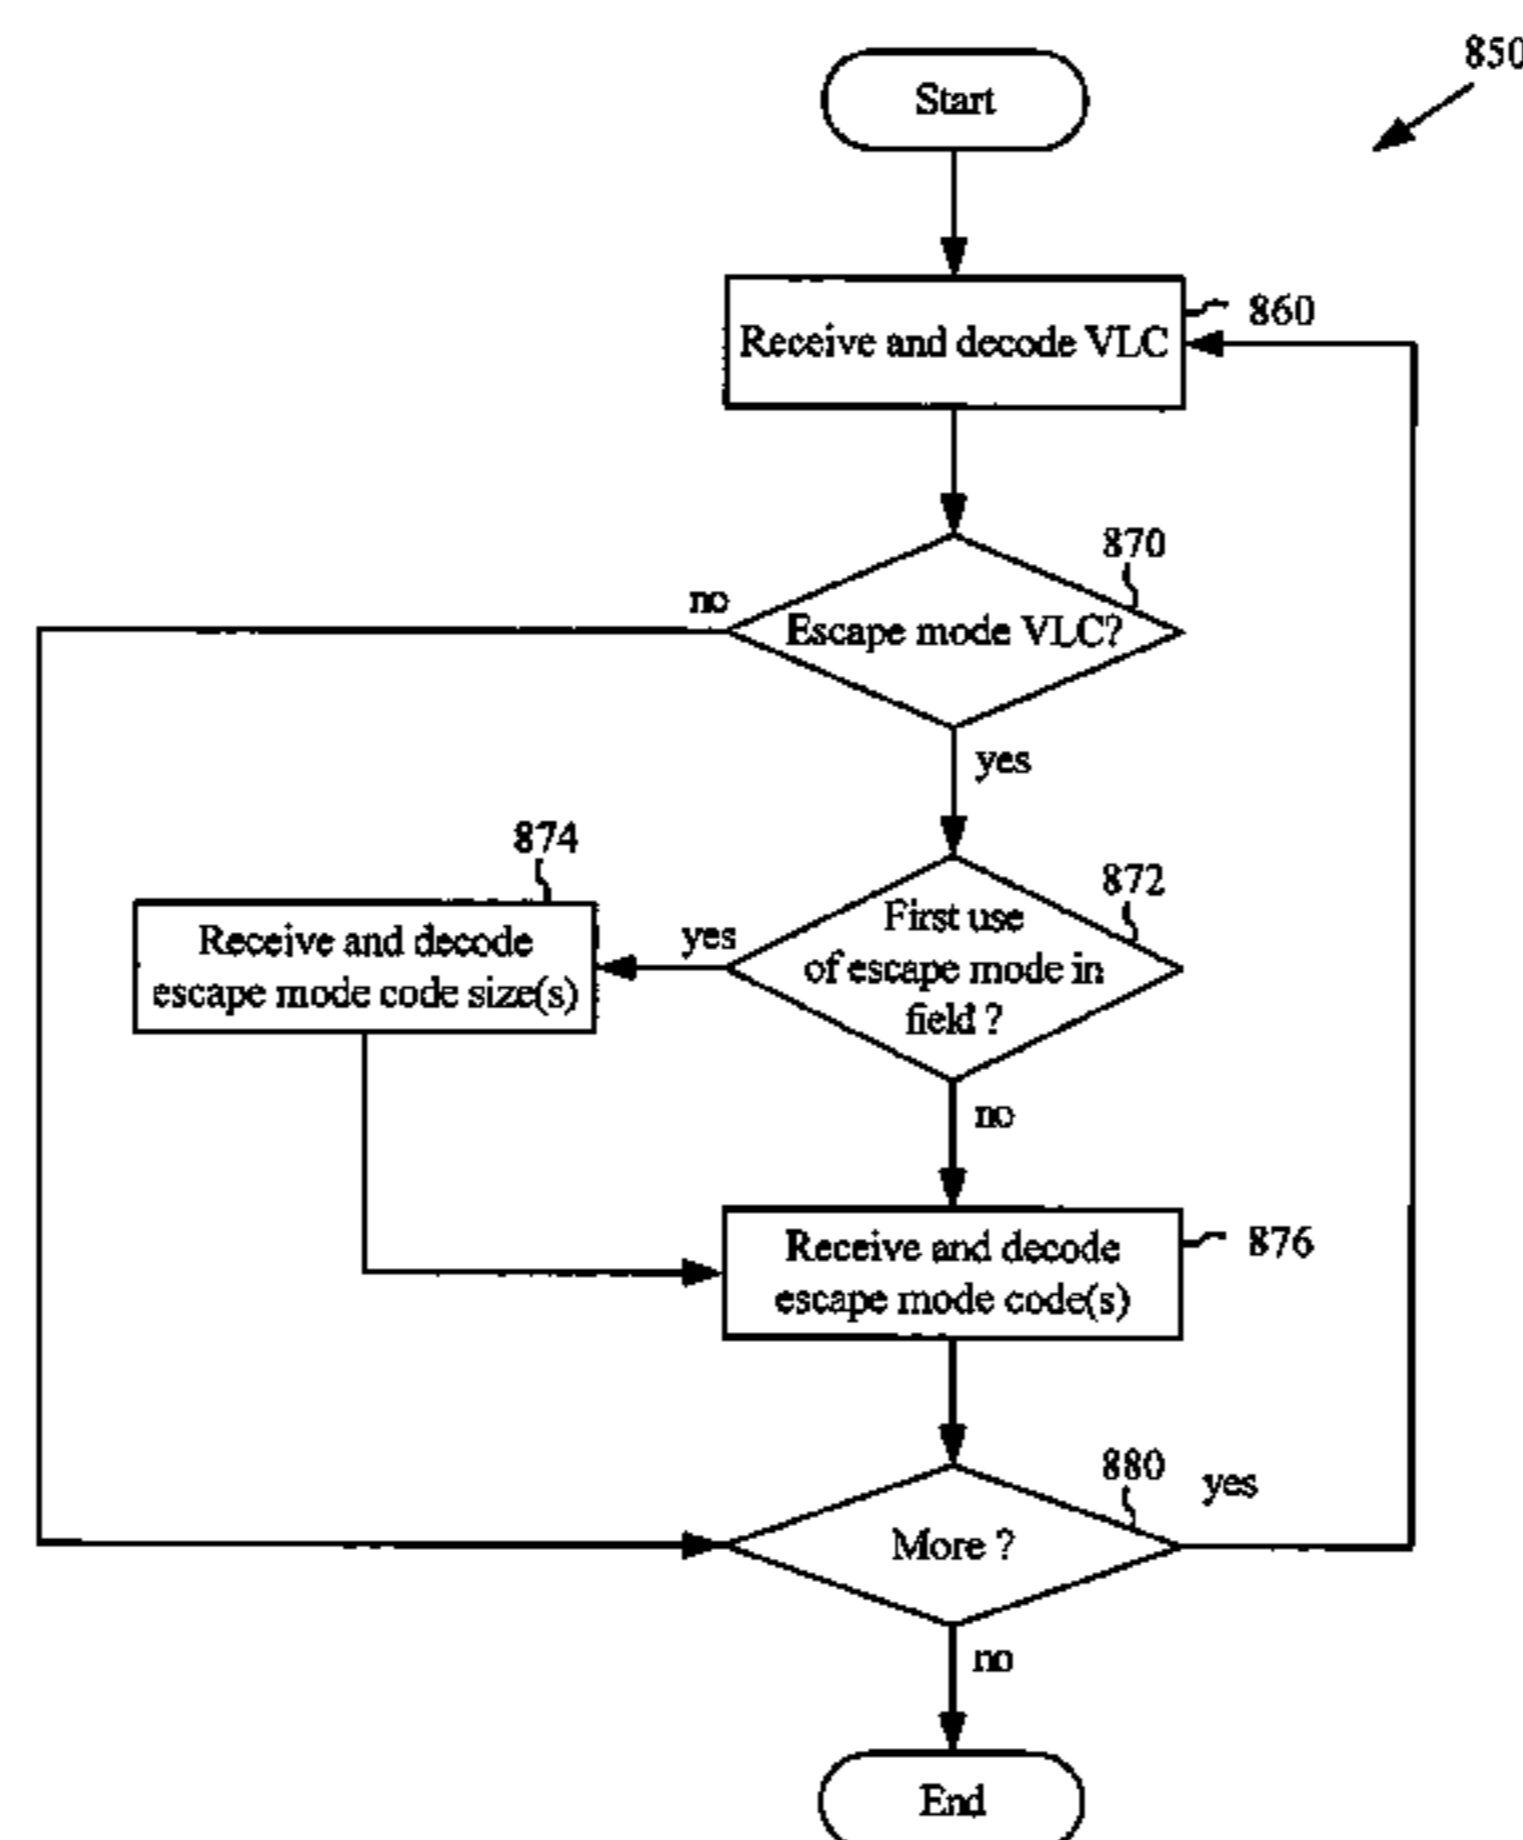 850
Start
Receive and decode VLC
860
870
no
Escape mode VLC?
yes
874
872
Receive and decode
escape mode code size(s)
yes
First use
of escape mode in
field ?
no
Receive and decode
escape mode code(s)
876
880
yes
More ?
no
End